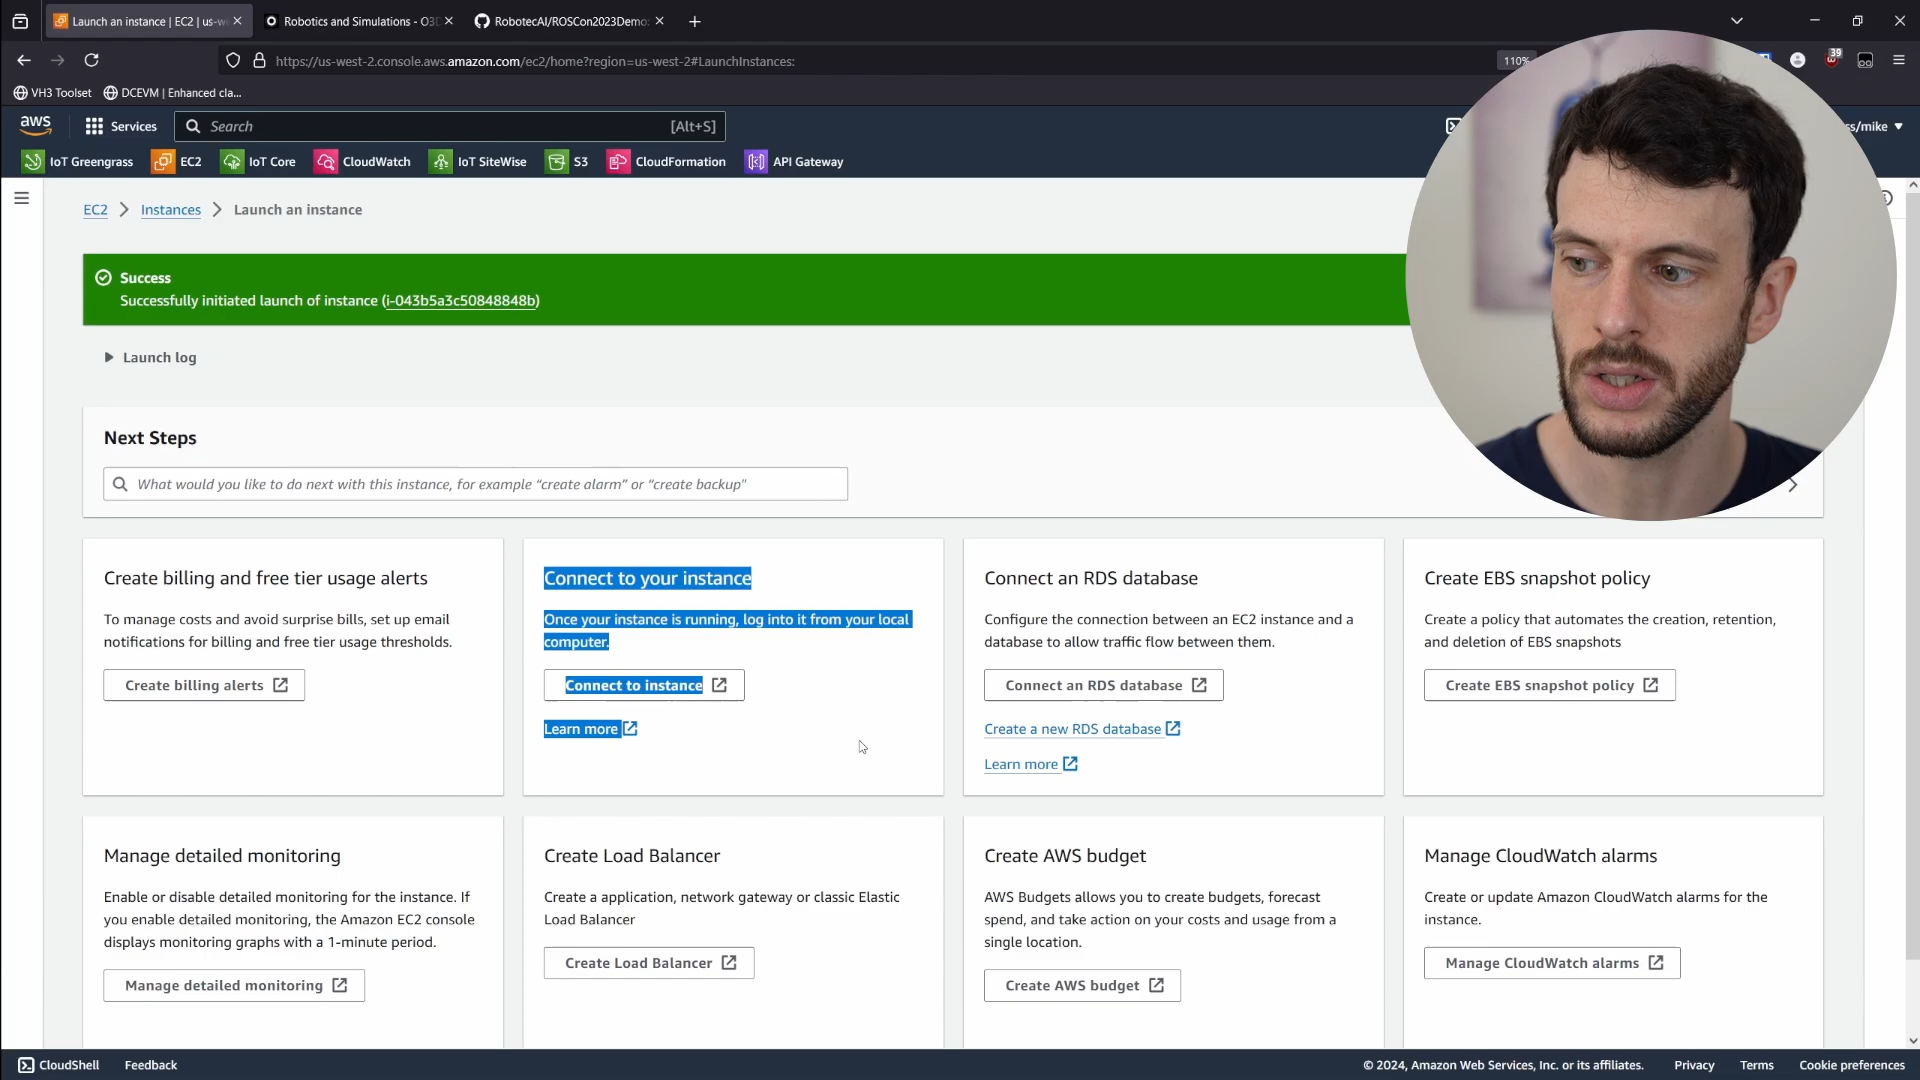 Launch an instance | EC2 | us-w
Robotics and Simulations - O3D
RobotecAI/ROSCon2023Demo:
https://us-west-2.console.aws.amazon.com/ec2/home?region=us-west-2#LaunchInstances:
110%
39
VH3 Toolset
DCEVM | Enhanced cla...
aws
Services
Search
[Alt+S]
ss/mike
IoT Greengrass
EC2
IoT Core
CloudWatch
IoT SiteWise
S3
CloudFormation
API Gateway
EC2
Instances
Launch an instance
Success
Successfully initiated launch of instance (i-043b5a3c50848848b)
Launch log
Next Steps
What would you like to do next with this instance, for example “create alarm” or “create backup”
Create billing and free tier usage alerts
To manage costs and avoid surprise bills, set up email
notifications for billing and free tier usage thresholds.
Create billing alerts
Connect to your instance
Once your instance is running, log into it from your local
computer.
Connect to instance
Learn more
Connect an RDS database
Configure the connection between an EC2 instance and a
database to allow traffic flow between them.
Connect an RDS database
Create a new RDS database
Learn more
Create EBS snapshot policy
Create a policy that automates the creation, retention,
and deletion of EBS snapshots
Create EBS snapshot policy
Manage detailed monitoring
Enable or disable detailed monitoring for the instance. If
you enable detailed monitoring, the Amazon EC2 console
displays monitoring graphs with a 1-minute period.
Manage detailed monitoring
Create Load Balancer
Create a application, network gateway or classic Elastic
Load Balancer
Create Load Balancer
Create AWS budget
AWS Budgets allows you to create budgets, forecast
spend, and take action on your costs and usage from a
single location.
Create AWS budget
Manage CloudWatch alarms
Create or update Amazon CloudWatch alarms for the
instance.
Manage CloudWatch alarms
CloudShell
Feedback
© 2024, Amazon Web Services, Inc. or its affiliates.
Privacy
Terms
Cookie preferences